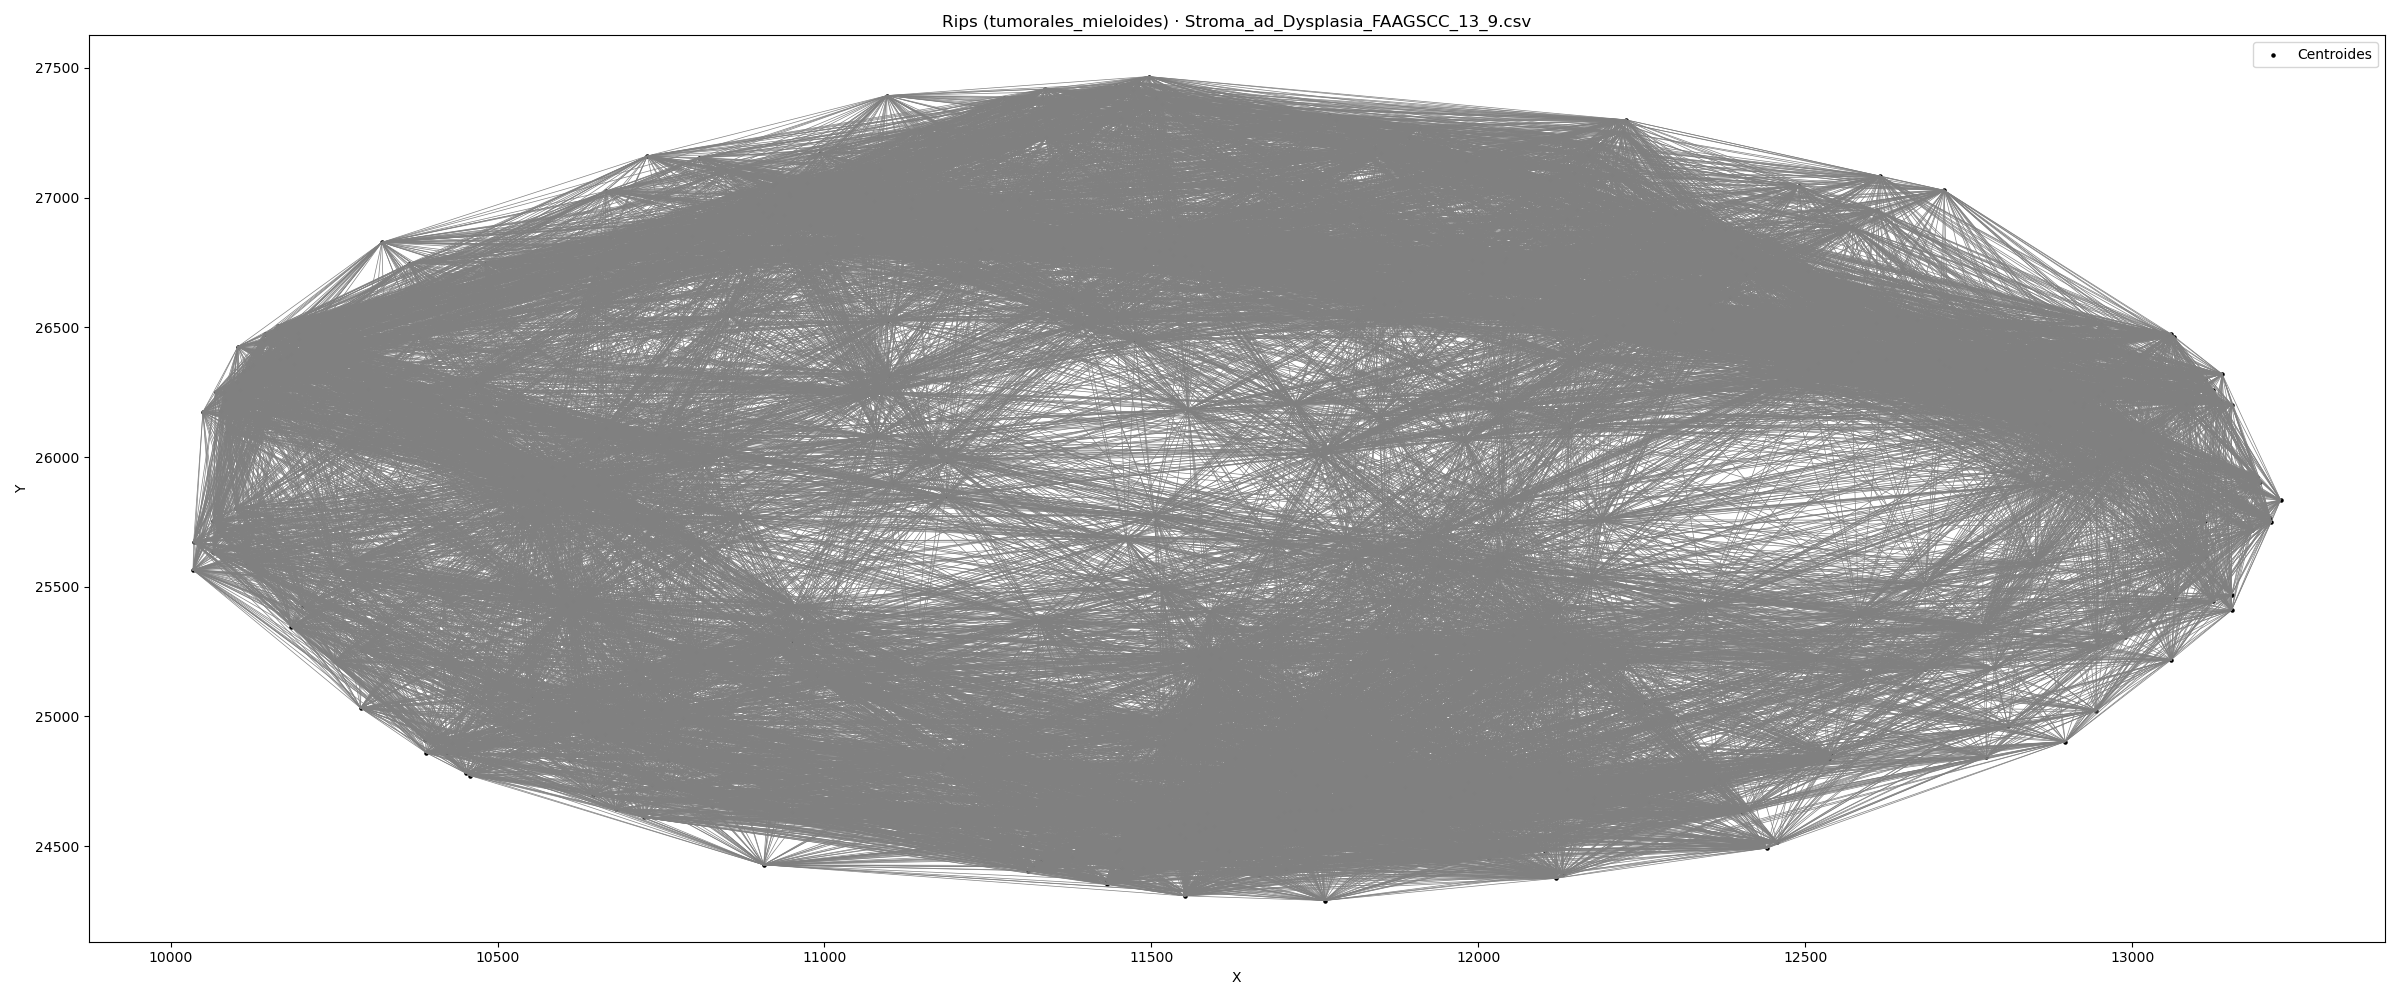 Rips (tumorales_mieloides) · Stroma_ad_Dysplasia_FAAGSCC_13_9.csv
Centroides
27500
27000
26500
26000
25500
25000
24500
Y
10000 10500 11000 11500 12000 12500 13000
X